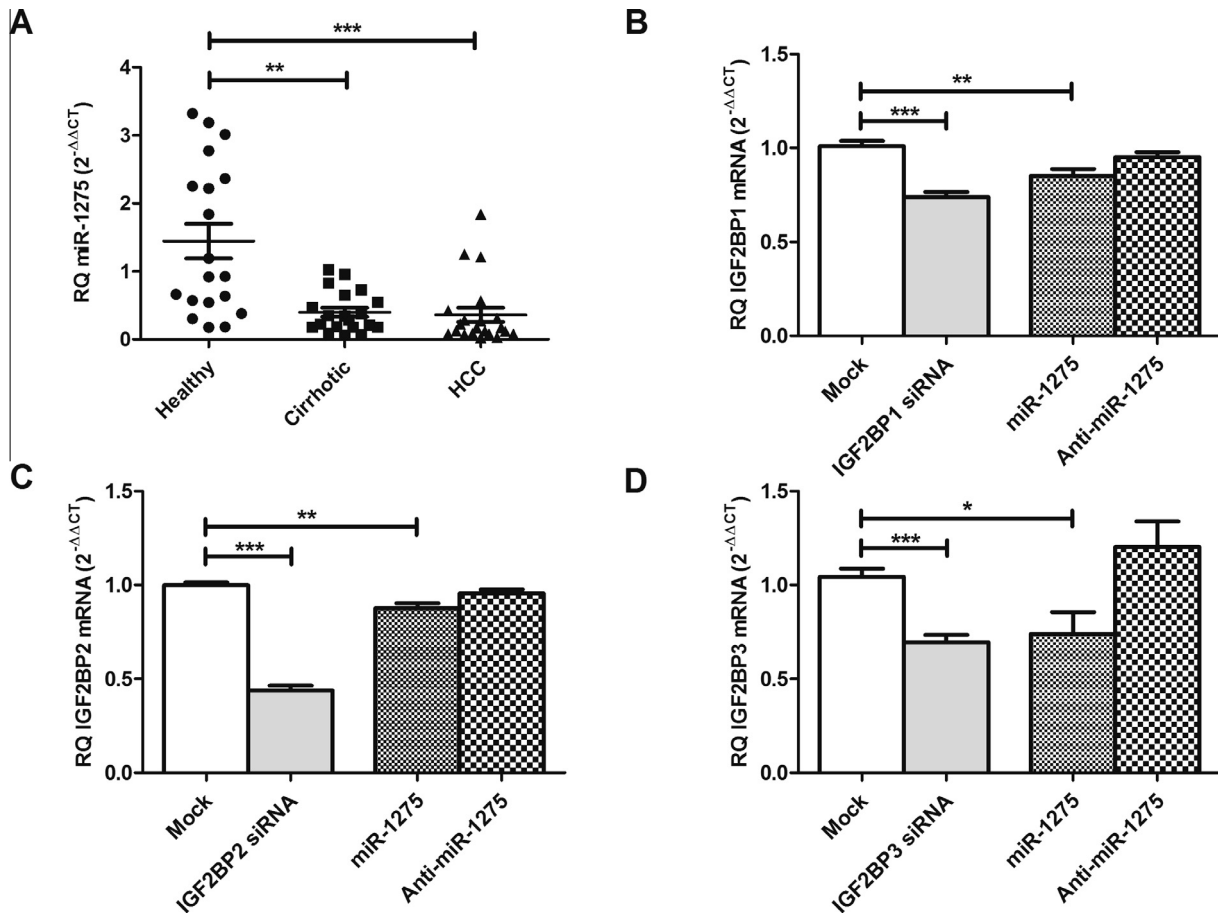 A
***
**
4
3
2
1
0
RQ miR-1275 (2^-ΔΔCT)
Healthy
Cirrhotic
HCC
B
1.5
1.0
0.5
0.0
**
***
RQ IGF2BP1 mRNA (2^-ΔΔCT)
Mock
IGF2BP1 siRNA
miR-1275
Anti-miR-1275
C
1.5
1.0
0.5
0.0
**
***
RQ IGF2BP2 mRNA (2^-ΔΔCT)
Mock
IGF2BP2 siRNA
miR-1275
Anti-miR-1275
D
1.5
1.0
0.5
0.0
*
***
RQ IGF2BP3 mRNA (2^-ΔΔCT)
Mock
IGF2BP3 siRNA
miR-1275
Anti-miR-1275